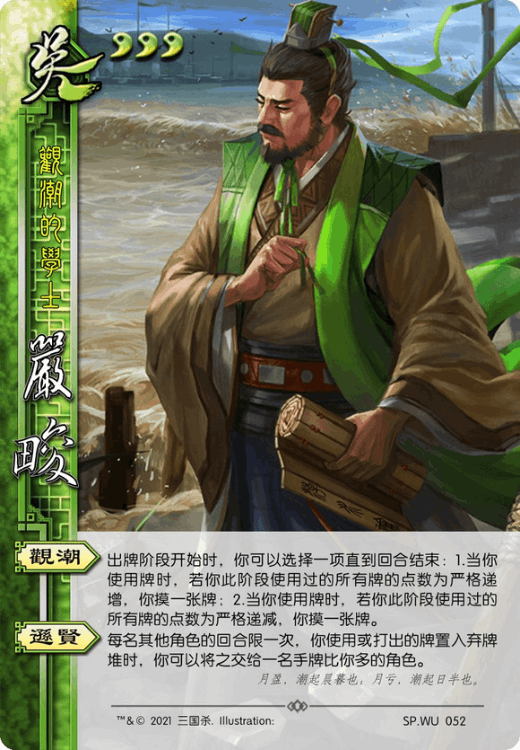 吴
觀潮的學士
嚴畯
觀潮
出牌阶段开始时，你可以选择一项直到回合结束：1.当你
使用牌时，若你此阶段使用过的所有牌的点数为严格递
增，你摸一张牌；2.当你使用牌时，若你此阶段使用过的
所有牌的点数为严格递减，你摸一张牌。
遜賢
每名其他角色的回合限一次，你使用或打出的牌置入弃牌
堆时，你可以将之交给一名手牌比你多的角色。
月盈，潮起晨暮也；月亏，潮起日半也。
™&© 2021 三国杀. Illustration:
SP.WU 052